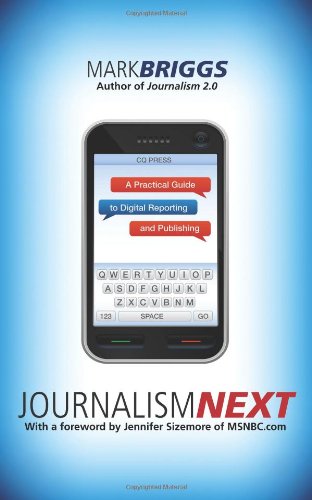 MARKBRIGGS
Author of Journalism 2.0
CQ PRESS
A Practical Guide
to Digital Reporting
and Publishing
Q W E R T Y U I O P
A S D F G H J K L
Z X C V B N M
123 SPACE GO
JOURNALISMNEXT
With a foreword by Jennifer Sizemore of MSNBC.com